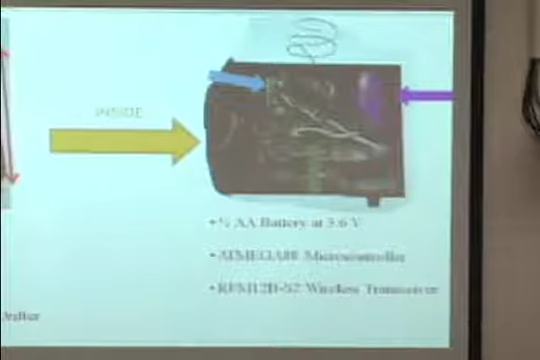 INSIDE
• ½ AA Battery at 3.6 V
• ATMEGA88 Microcontroller
• RFM12B-S2 Wireless Transceiver